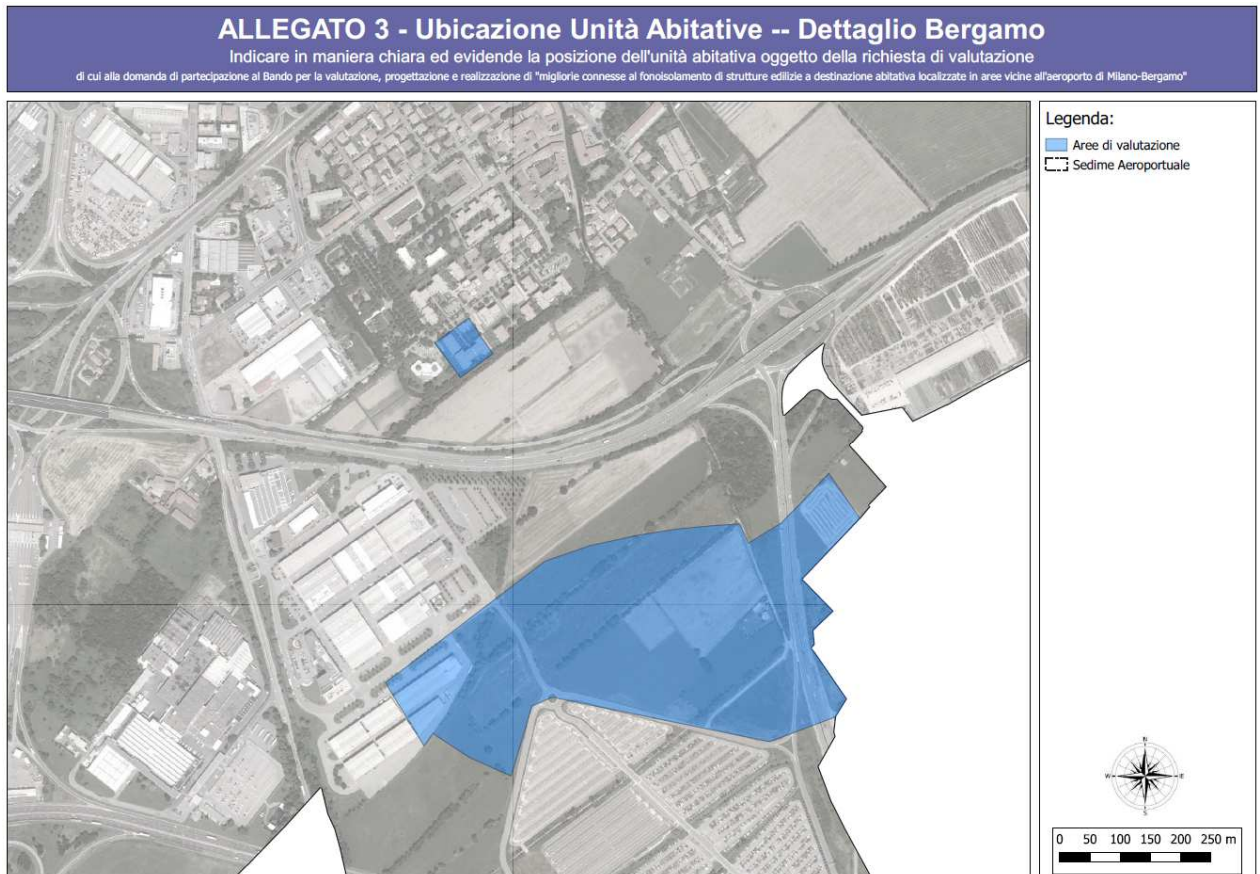 ALLEGATO 3 - Ubicazione Unità Abitative -- Dettaglio Bergamo
Indicare in maniera chiara ed evidende la posizione dell'unità abitativa oggetto della richiesta di valutazione
di cui alla domanda di partecipazione al Bando per la valutazione, progettazione e realizzazione di "migliorie connesse al fonoisolamento di strutture edilizie a destinazione abitativa localizzate in aree vicine all'aeroporto di Milano-Bergamo"
Legenda:
Aree di valutazione
Sedime Aeroportuale
N
W E
S
0 50 100 150 200 250 m